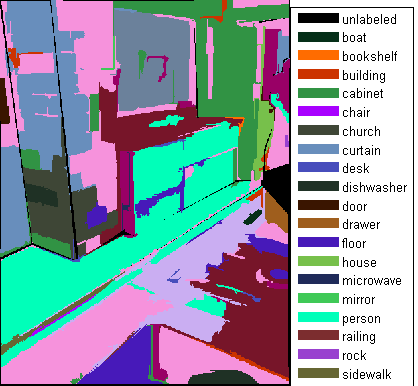 unlabeled
boat
bookshelf
building
cabinet
chair
church
curtain
desk
dishwasher
door
drawer
floor
house
microwave
mirror
person
railing
rock
sidewalk